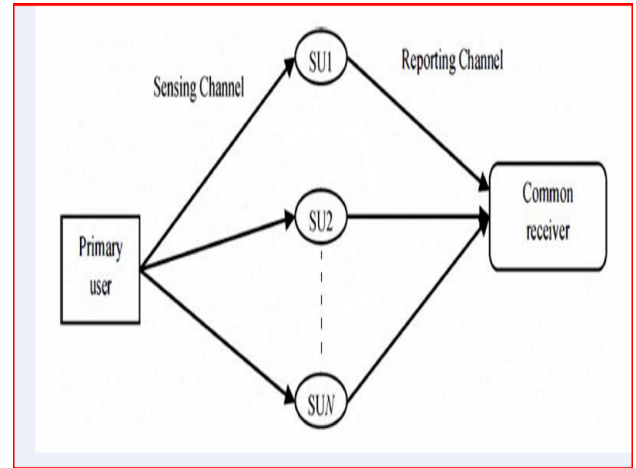 SU1
Reporting Channel
Sensing Channel
Common
receiver
SU2
Primary
user
SUN